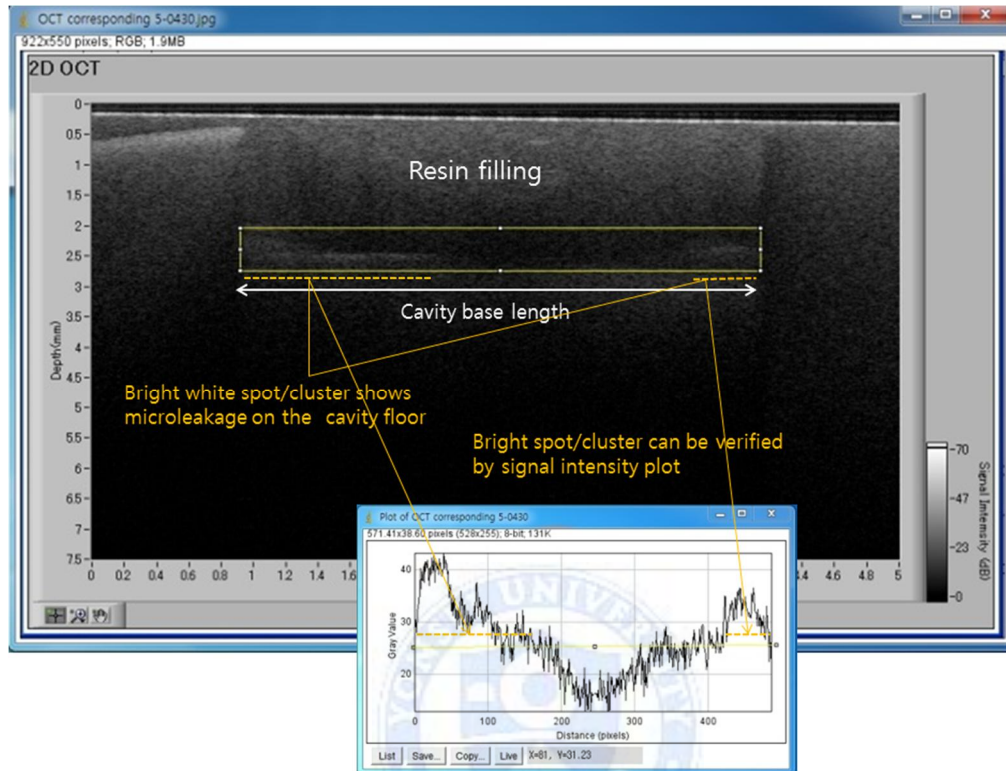 OCT corresponding 5-0430.jpg
922x550 pixels; RGB; 1.9MB
2D OCT
0
0.5
1
1.5
2
2.5
3
3.5
4
4.5
5
5.5
6
6.5
7
7.5
Depth(mm)
Resin filling
Cavity base length
Bright white spot/cluster shows
microleakage on the cavity floor
Bright spot/cluster can be verified
by signal intensity plot
70
47
23
0
Signal Intensity (dB)
0 0.2 0.4 0.6 0.8 1 1.2 1.4 1.6
4.4 4.6 4.8 5
Plot of OCT corresponding 5-0430
571.41x38.60 pixels (528x255); 8-bit; 131K
40
30
20
Gray Value
0 100 200 300 400
Distance (pixels)
List Save... Copy... Live X=81, Y=31.23
UNIVERSITY